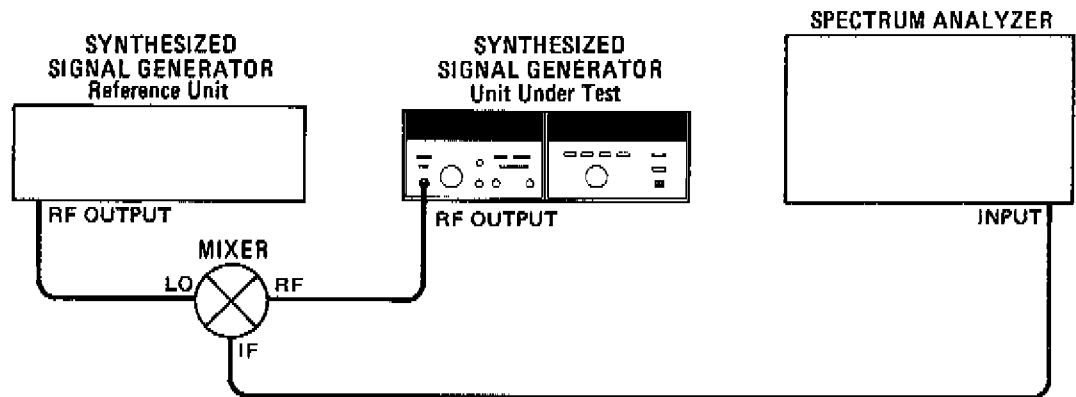 SYNTHESIZED
SIGNAL GENERATOR
Reference Unit
SYNTHESIZED
SIGNAL GENERATOR
Unit Under Test
SPECTRUM ANALYZER
RF OUTPUT
RF OUTPUT
INPUT
MIXER
LO
RF
IF